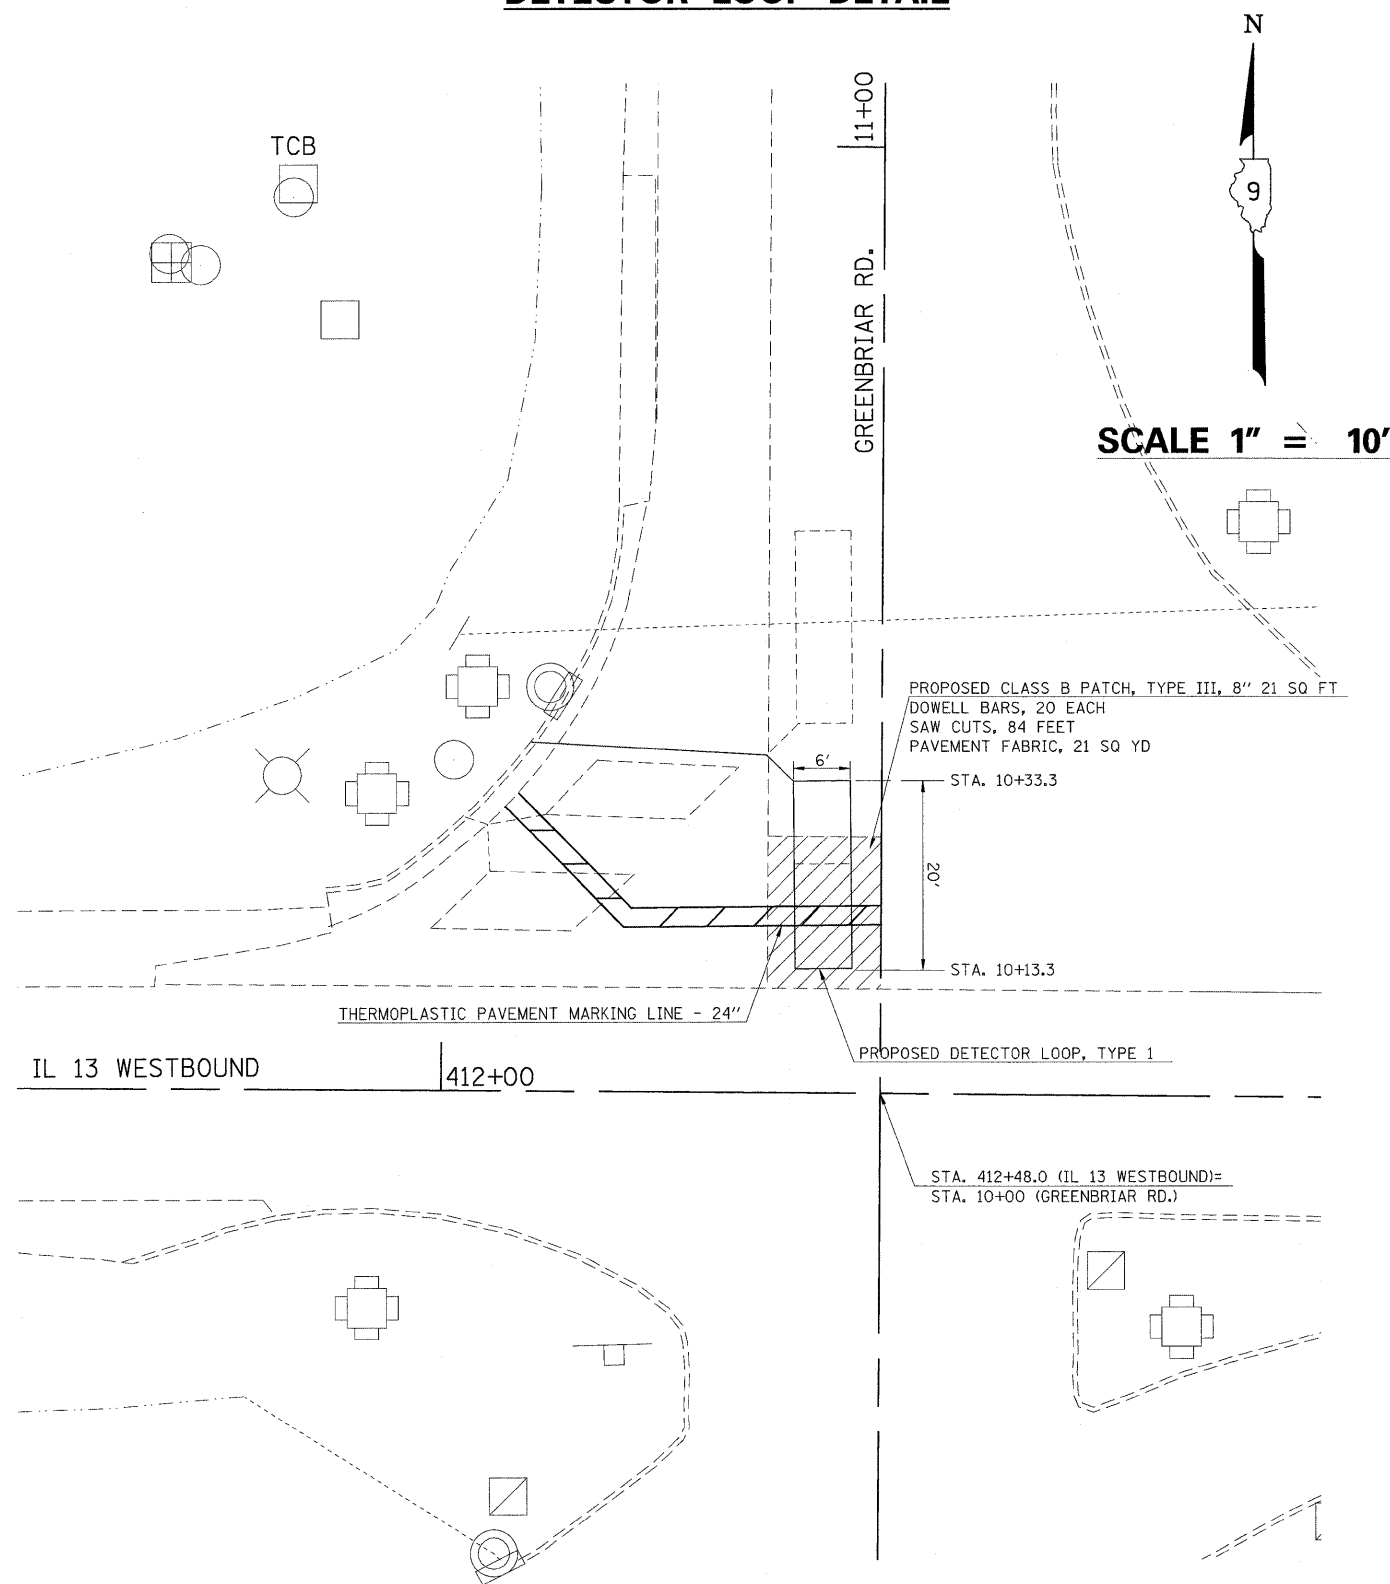 DETECTOR LOOP DETAIL
N
TCB
11+00
9
GREENBRIAR RD.
SCALE 1" = 10'
PROPOSED CLASS B PATCH, TYPE III, 8" 21 SQ FT
DOWELL BARS, 20 EACH
SAW CUTS, 84 FEET
PAVEMENT FABRIC, 21 SQ YD
6'
STA. 10+33.3
20'
STA. 10+13.3
THERMOPLASTIC PAVEMENT MARKING LINE - 24"
PROPOSED DETECTOR LOOP, TYPE 1
IL 13 WESTBOUND
412+00
STA. 412+48.0 (IL 13 WESTBOUND)=
STA. 10+00 (GREENBRIAR RD.)